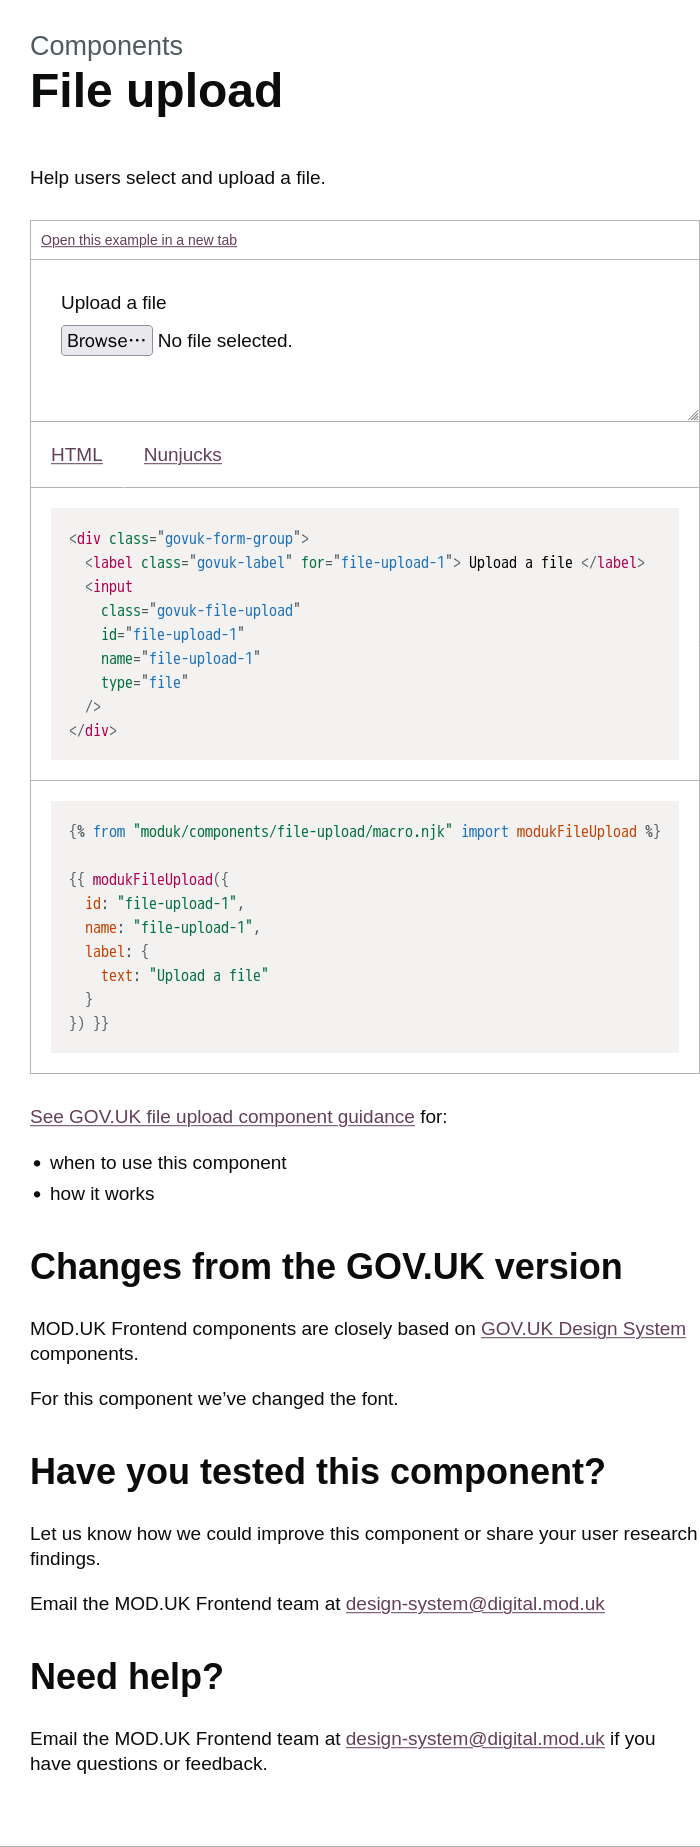 Components
File upload
Help users select and upload a file.
Open this example in a new tab
Upload a file
Browse… No file selected.
HTML Nunjucks
<div class="govuk-form-group">
  <label class="govuk-label" for="file-upload-1"> Upload a file </label>
  <input
    class="govuk-file-upload"
    id="file-upload-1"
    name="file-upload-1"
    type="file"
  />
</div>
{% from "moduk/components/file-upload/macro.njk" import modukFileUpload %}
{{ modukFileUpload({
  id: "file-upload-1",
  name: "file-upload-1",
  label: {
    text: "Upload a file"
  }
}) }}
See GOV.UK file upload component guidance for:
• when to use this component
• how it works
Changes from the GOV.UK version
MOD.UK Frontend components are closely based on GOV.UK Design System
components.
For this component we’ve changed the font.
Have you tested this component?
Let us know how we could improve this component or share your user research
findings.
Email the MOD.UK Frontend team at design-system@digital.mod.uk
Need help?
Email the MOD.UK Frontend team at design-system@digital.mod.uk if you
have questions or feedback.